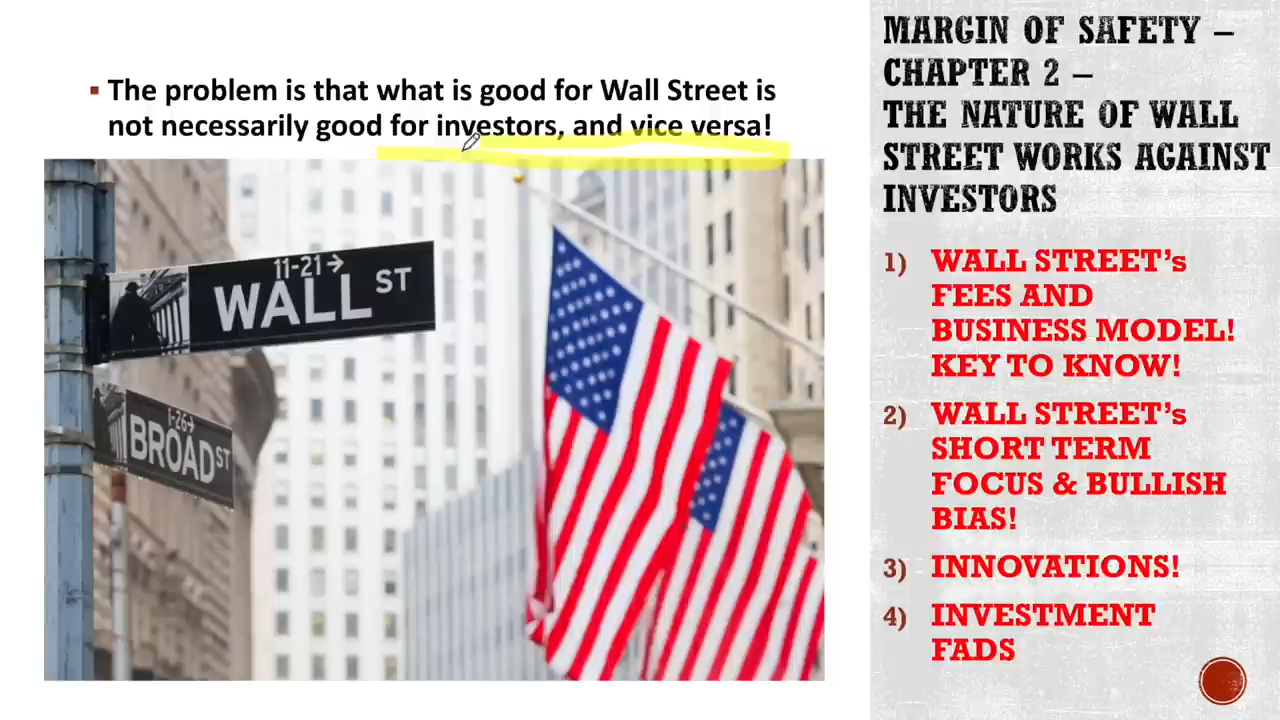 ▪ The problem is that what is good for Wall Street is
not necessarily good for investors, and vice versa!
11-21→
WALL ST
1-26→
BROAD ST
MARGIN OF SAFETY –
CHAPTER 2 –
THE NATURE OF WALL
STREET WORKS AGAINST
INVESTORS
1) WALL STREET’s
FEES AND
BUSINESS MODEL!
KEY TO KNOW!
2) WALL STREET’s
SHORT TERM
FOCUS & BULLISH
BIAS!
3) INNOVATIONS!
4) INVESTMENT
FADS